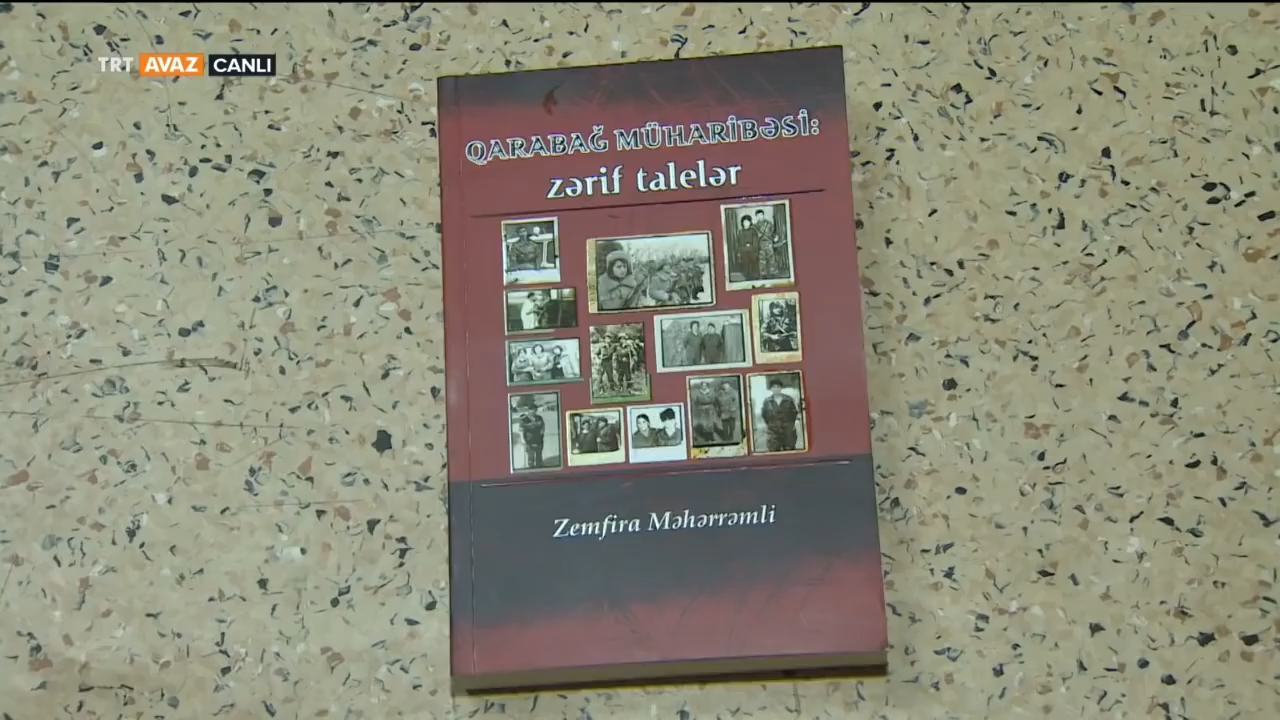 TRT AVAZ CANLI
QARABAĞ MÜHARİBƏSİ:
zərif talelər
Zemfira Məhərrəmli